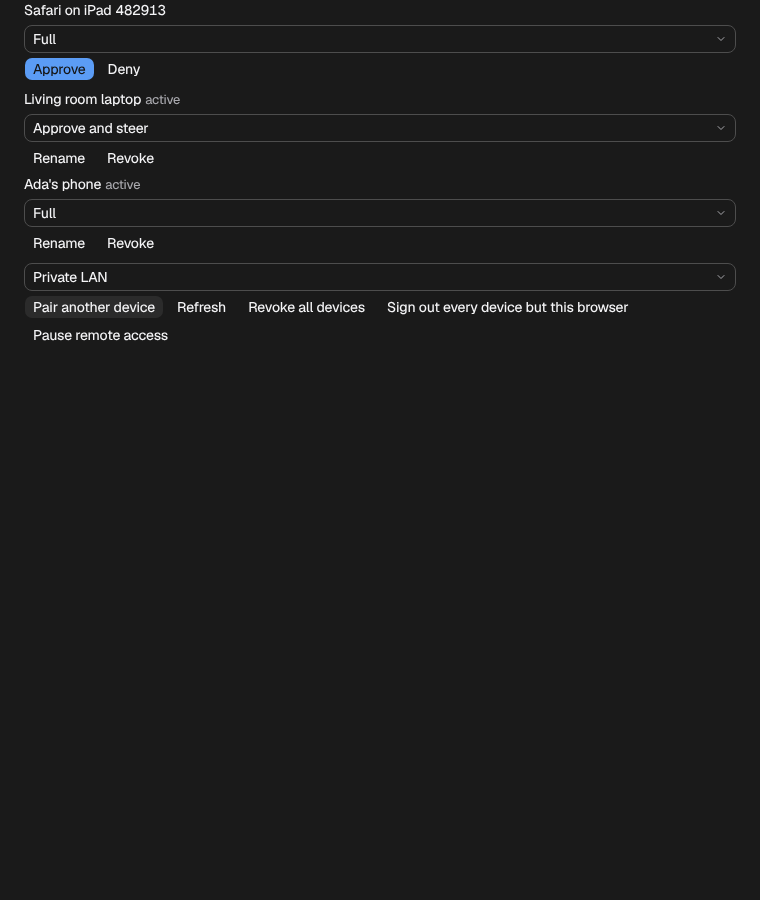 Safari on iPad 482913
Full
Approve Deny
Living room laptop active
Approve and steer
Rename Revoke
Ada's phone active
Full
Rename Revoke
Private LAN
Pair another device Refresh Revoke all devices Sign out every device but this browser
Pause remote access